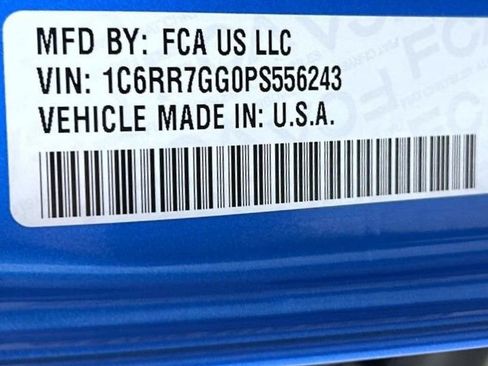 MFD BY: FCA US LLC
VIN: 1C6RR7GG0PS556243
VEHICLE MADE IN: U.S.A.